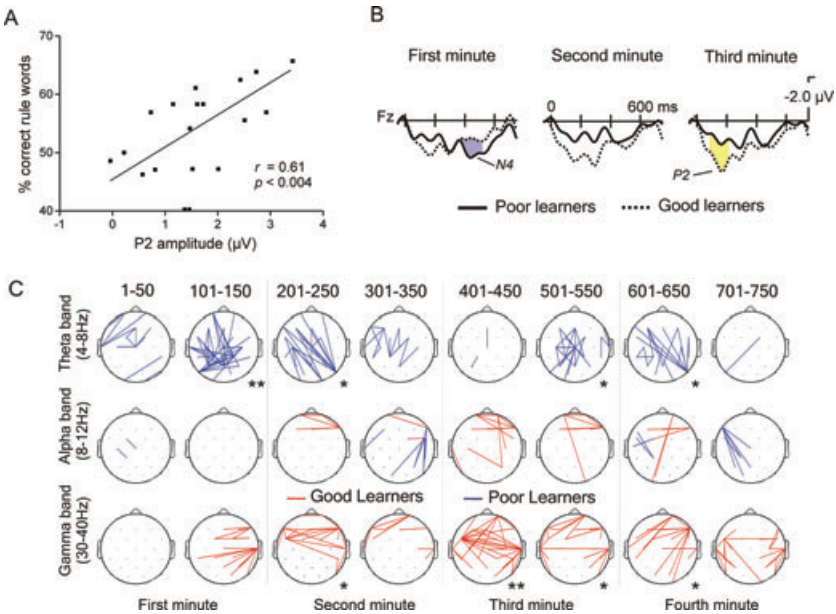 A
% correct rule words
70
60
50
40
-1
0
1
2
3
4
P2 amplitude (µV)
r = 0.61
p < 0.004
B
First minute
Second minute
Third minute
Fz
0
600 ms
-2.0 µV
N4
P2
Poor learners
Good learners
C
1-50
101-150
201-250
301-350
401-450
501-550
601-650
701-750
Theta band
(4-8Hz)
**
*
*
*
Alpha band
(8-12Hz)
Good Learners
Poor Learners
Gamma band
(30-40Hz)
*
**
*
*
First minute
Second minute
Third minute
Fourth minute